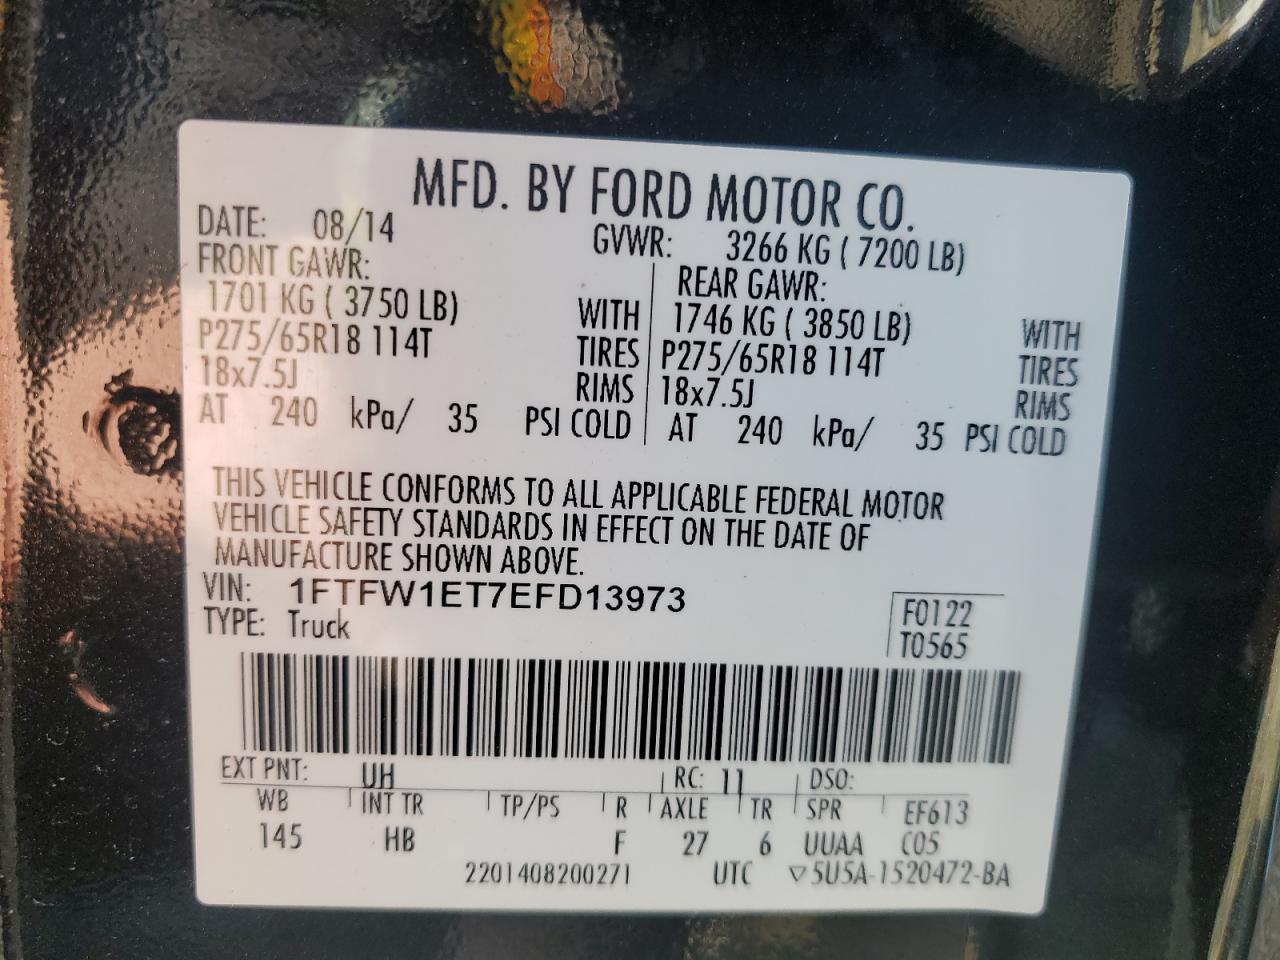 MFD. BY FORD MOTOR CO.
DATE: 08/14 GVWR: 3266 KG ( 7200 LB)
FRONT GAWR: REAR GAWR:
1701 KG ( 3750 LB) WITH 1746 KG ( 3850 LB) WITH
P275/65R18 114T TIRES P275/65R18 114T TIRES
18x7.5J RIMS 18x7.5J RIMS
AT 240 kPa/ 35 PSI COLD AT 240 kPa/ 35 PSI COLD
THIS VEHICLE CONFORMS TO ALL APPLICABLE FEDERAL MOTOR
VEHICLE SAFETY STANDARDS IN EFFECT ON THE DATE OF
MANUFACTURE SHOWN ABOVE.
VIN: 1FTFW1ET7EFD13973 F0122
TYPE: Truck T0565
EXT PNT: UH RC: 11 DSO:
WB INT TR TP/PS R AXLE TR SPR EF613
145 HB F 27 6 UUAA C05
2201408200271 UTC ▽5U5A-1520472-BA